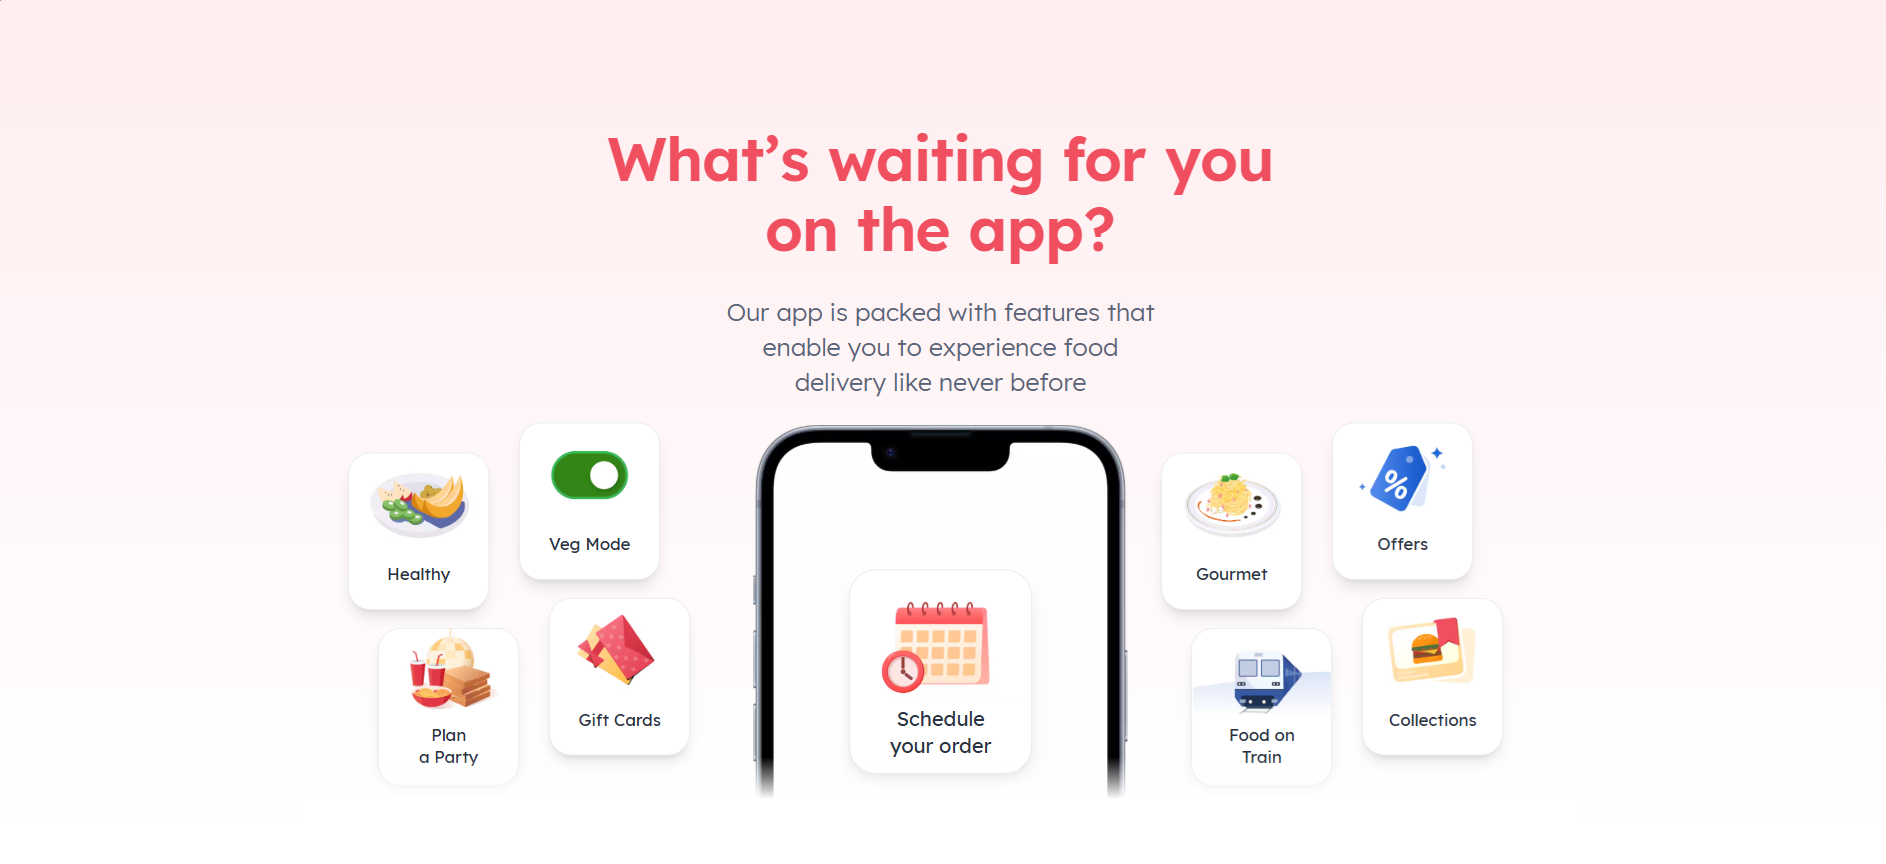 What’s waiting for you
on the app?
Our app is packed with features that
enable you to experience food
delivery like never before
Healthy
Veg Mode
Plan
a Party
Gift Cards
Schedule
your order
Gourmet
%
Offers
Food on
Train
Collections